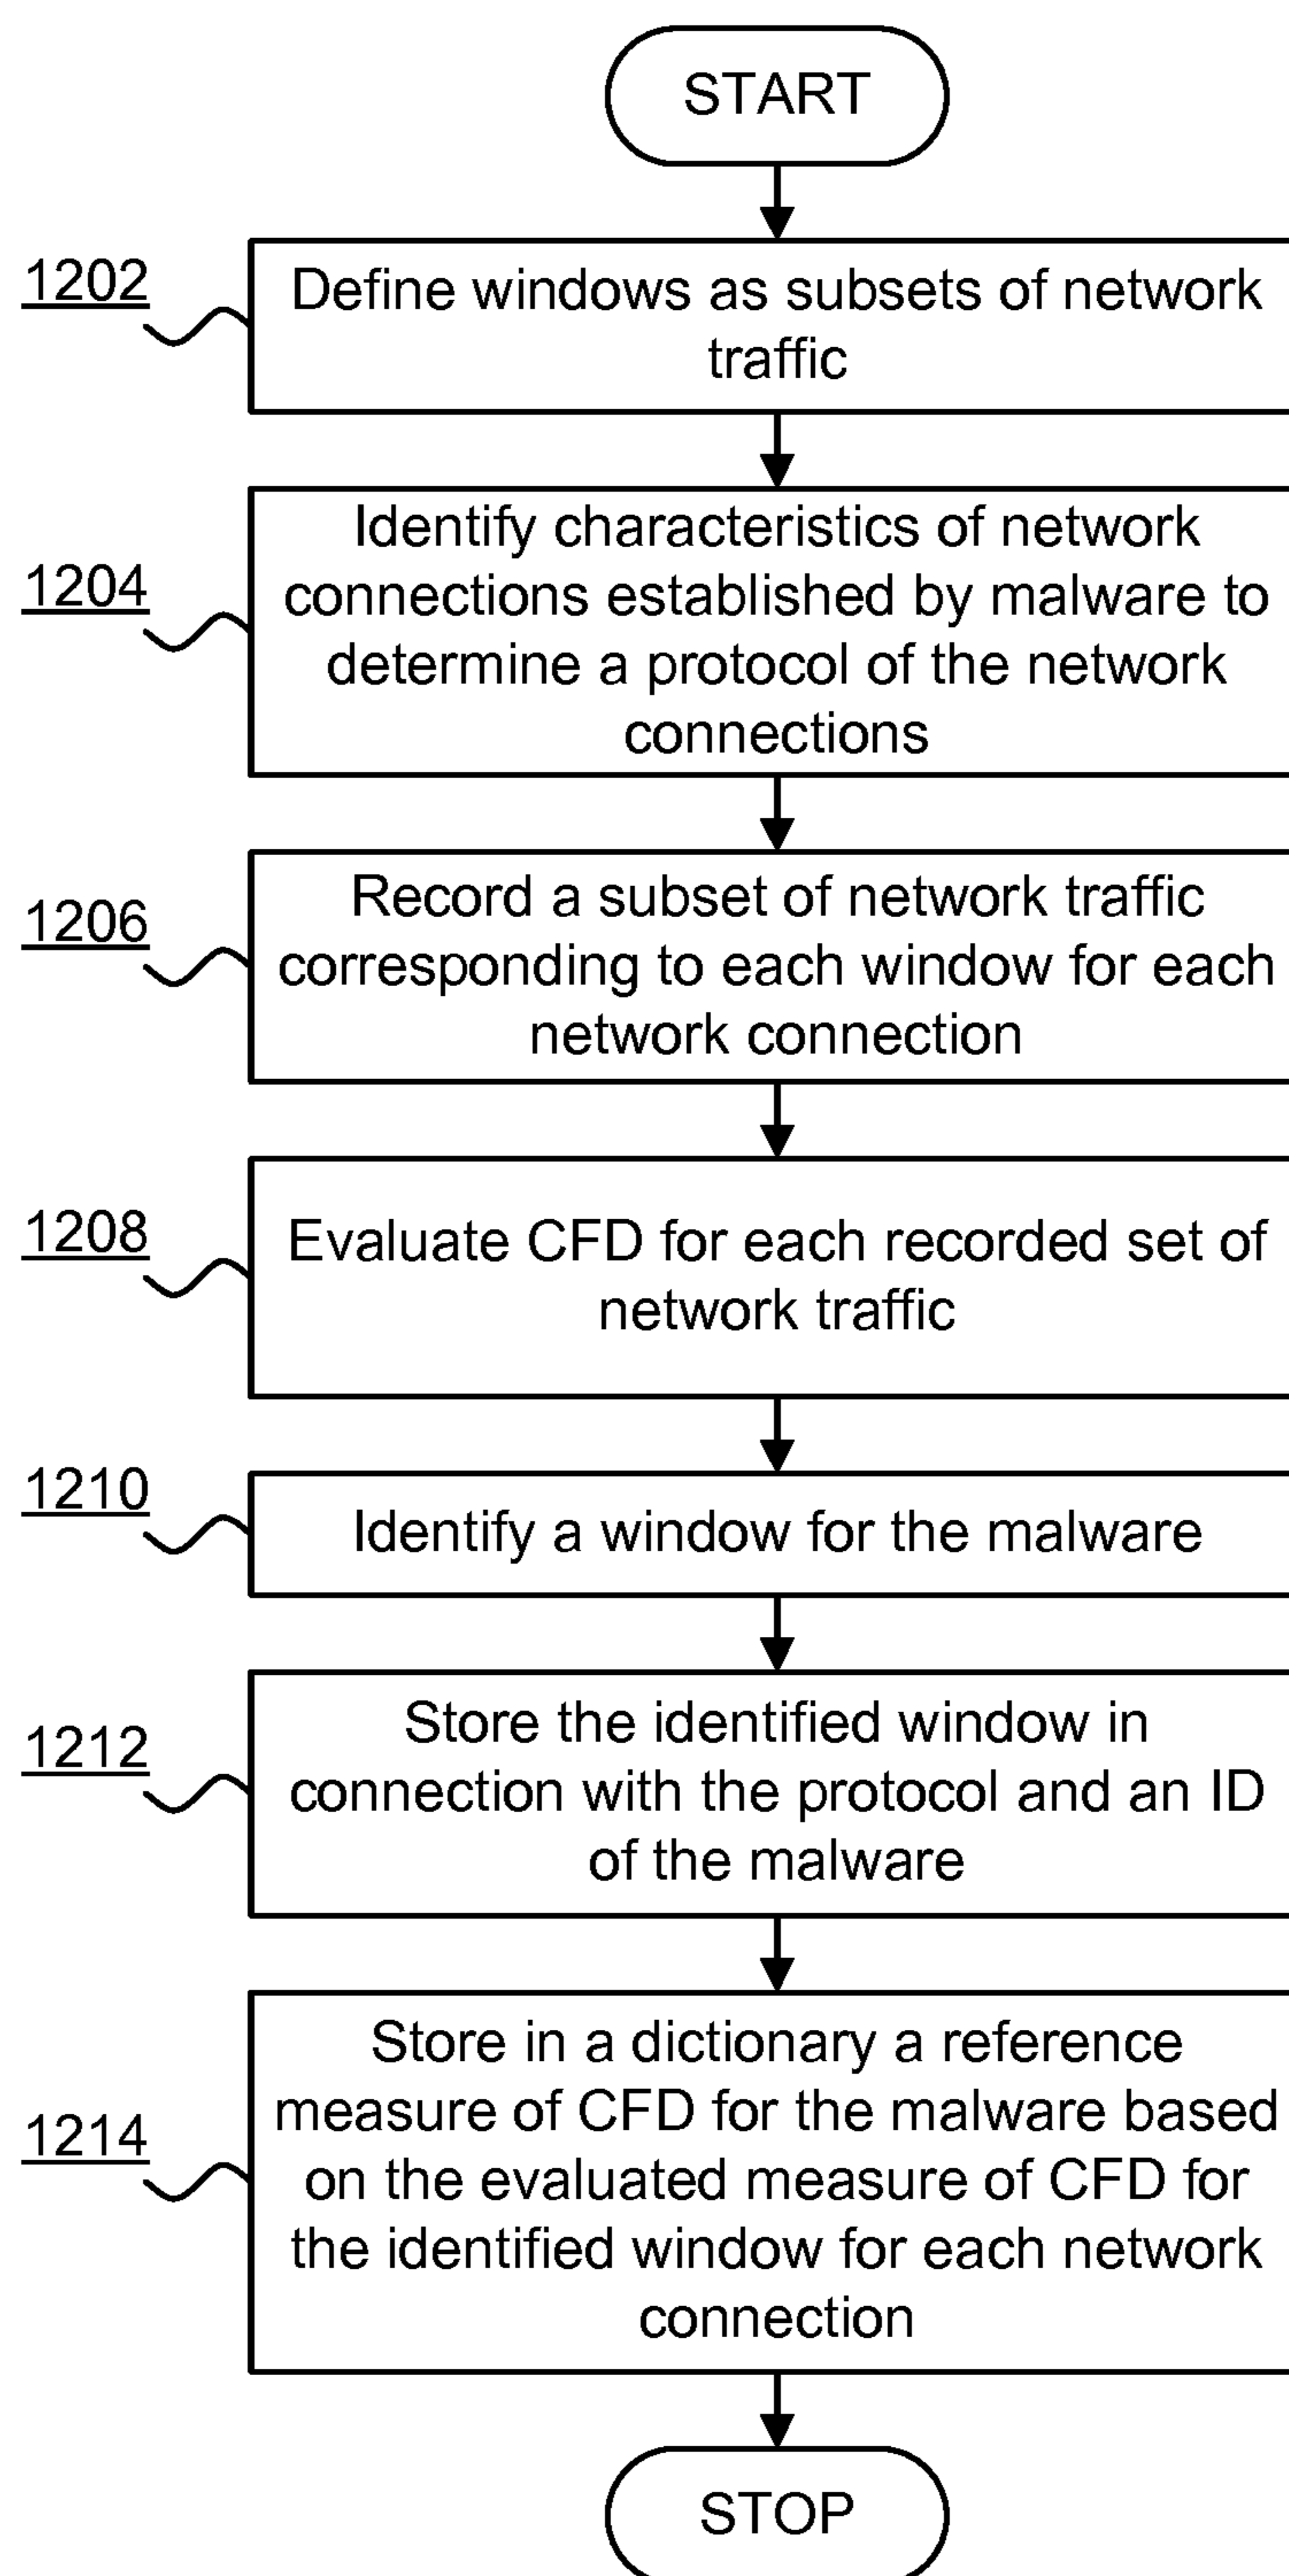 START
1202
Define windows as subsets of network
traffic
1204
Identify characteristics of network
connections established by malware to
determine a protocol of the network
connections
1206
Record a subset of network traffic
corresponding to each window for each
network connection
1208
Evaluate CFD for each recorded set of
network traffic
1210
Identify a window for the malware
1212
Store the identified window in
connection with the protocol and an ID
of the malware
1214
Store in a dictionary a reference
measure of CFD for the malware based
on the evaluated measure of CFD for
the identified window for each network
connection
STOP